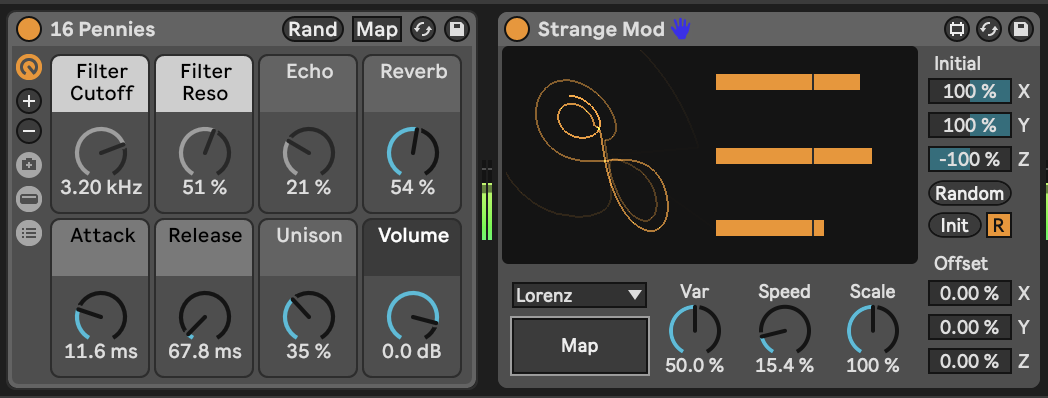 16 Pennies
Rand
Map
Filter
Cutoff
3.20 kHz
Filter
Reso
51 %
Echo
21 %
Reverb
54 %
Attack
11.6 ms
Release
67.8 ms
Unison
35 %
Volume
0.0 dB
Strange Mod
Lorenz
Map
Var
50.0 %
Speed
15.4 %
Scale
100 %
Initial
100 % X
100 % Y
-100 % Z
Random
Init R
Offset
0.00 % X
0.00 % Y
0.00 % Z